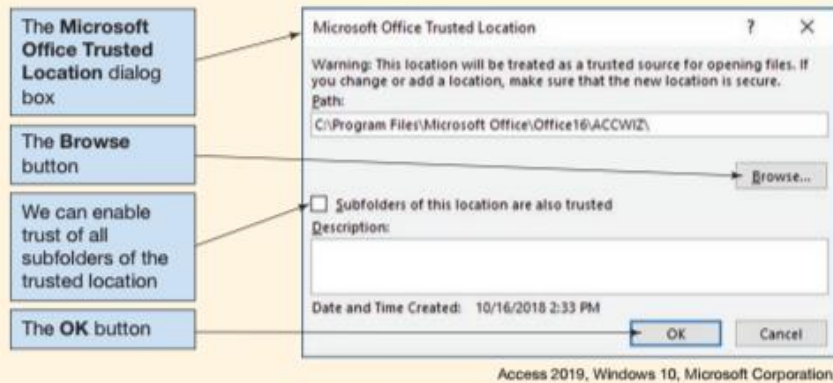 The Microsoft
Office Trusted
Location dialog
box
The Browse
button
We can enable
trust of all
subfolders of the
trusted location
The OK button
Microsoft Office Trusted Location
?
Warning: This location will be treated as a trusted source for opening files. If
you change or add a location, make sure that the new location is secure.
Path:
C:\Program Files\Microsoft Office\Office16\ACCWIZ\
Browse...
Subfolders of this location are also trusted
Description:
Date and Time Created: 10/16/2018 2:33 PM
OK
Cancel
Access 2019, Windows 10, Microsoft Corporation